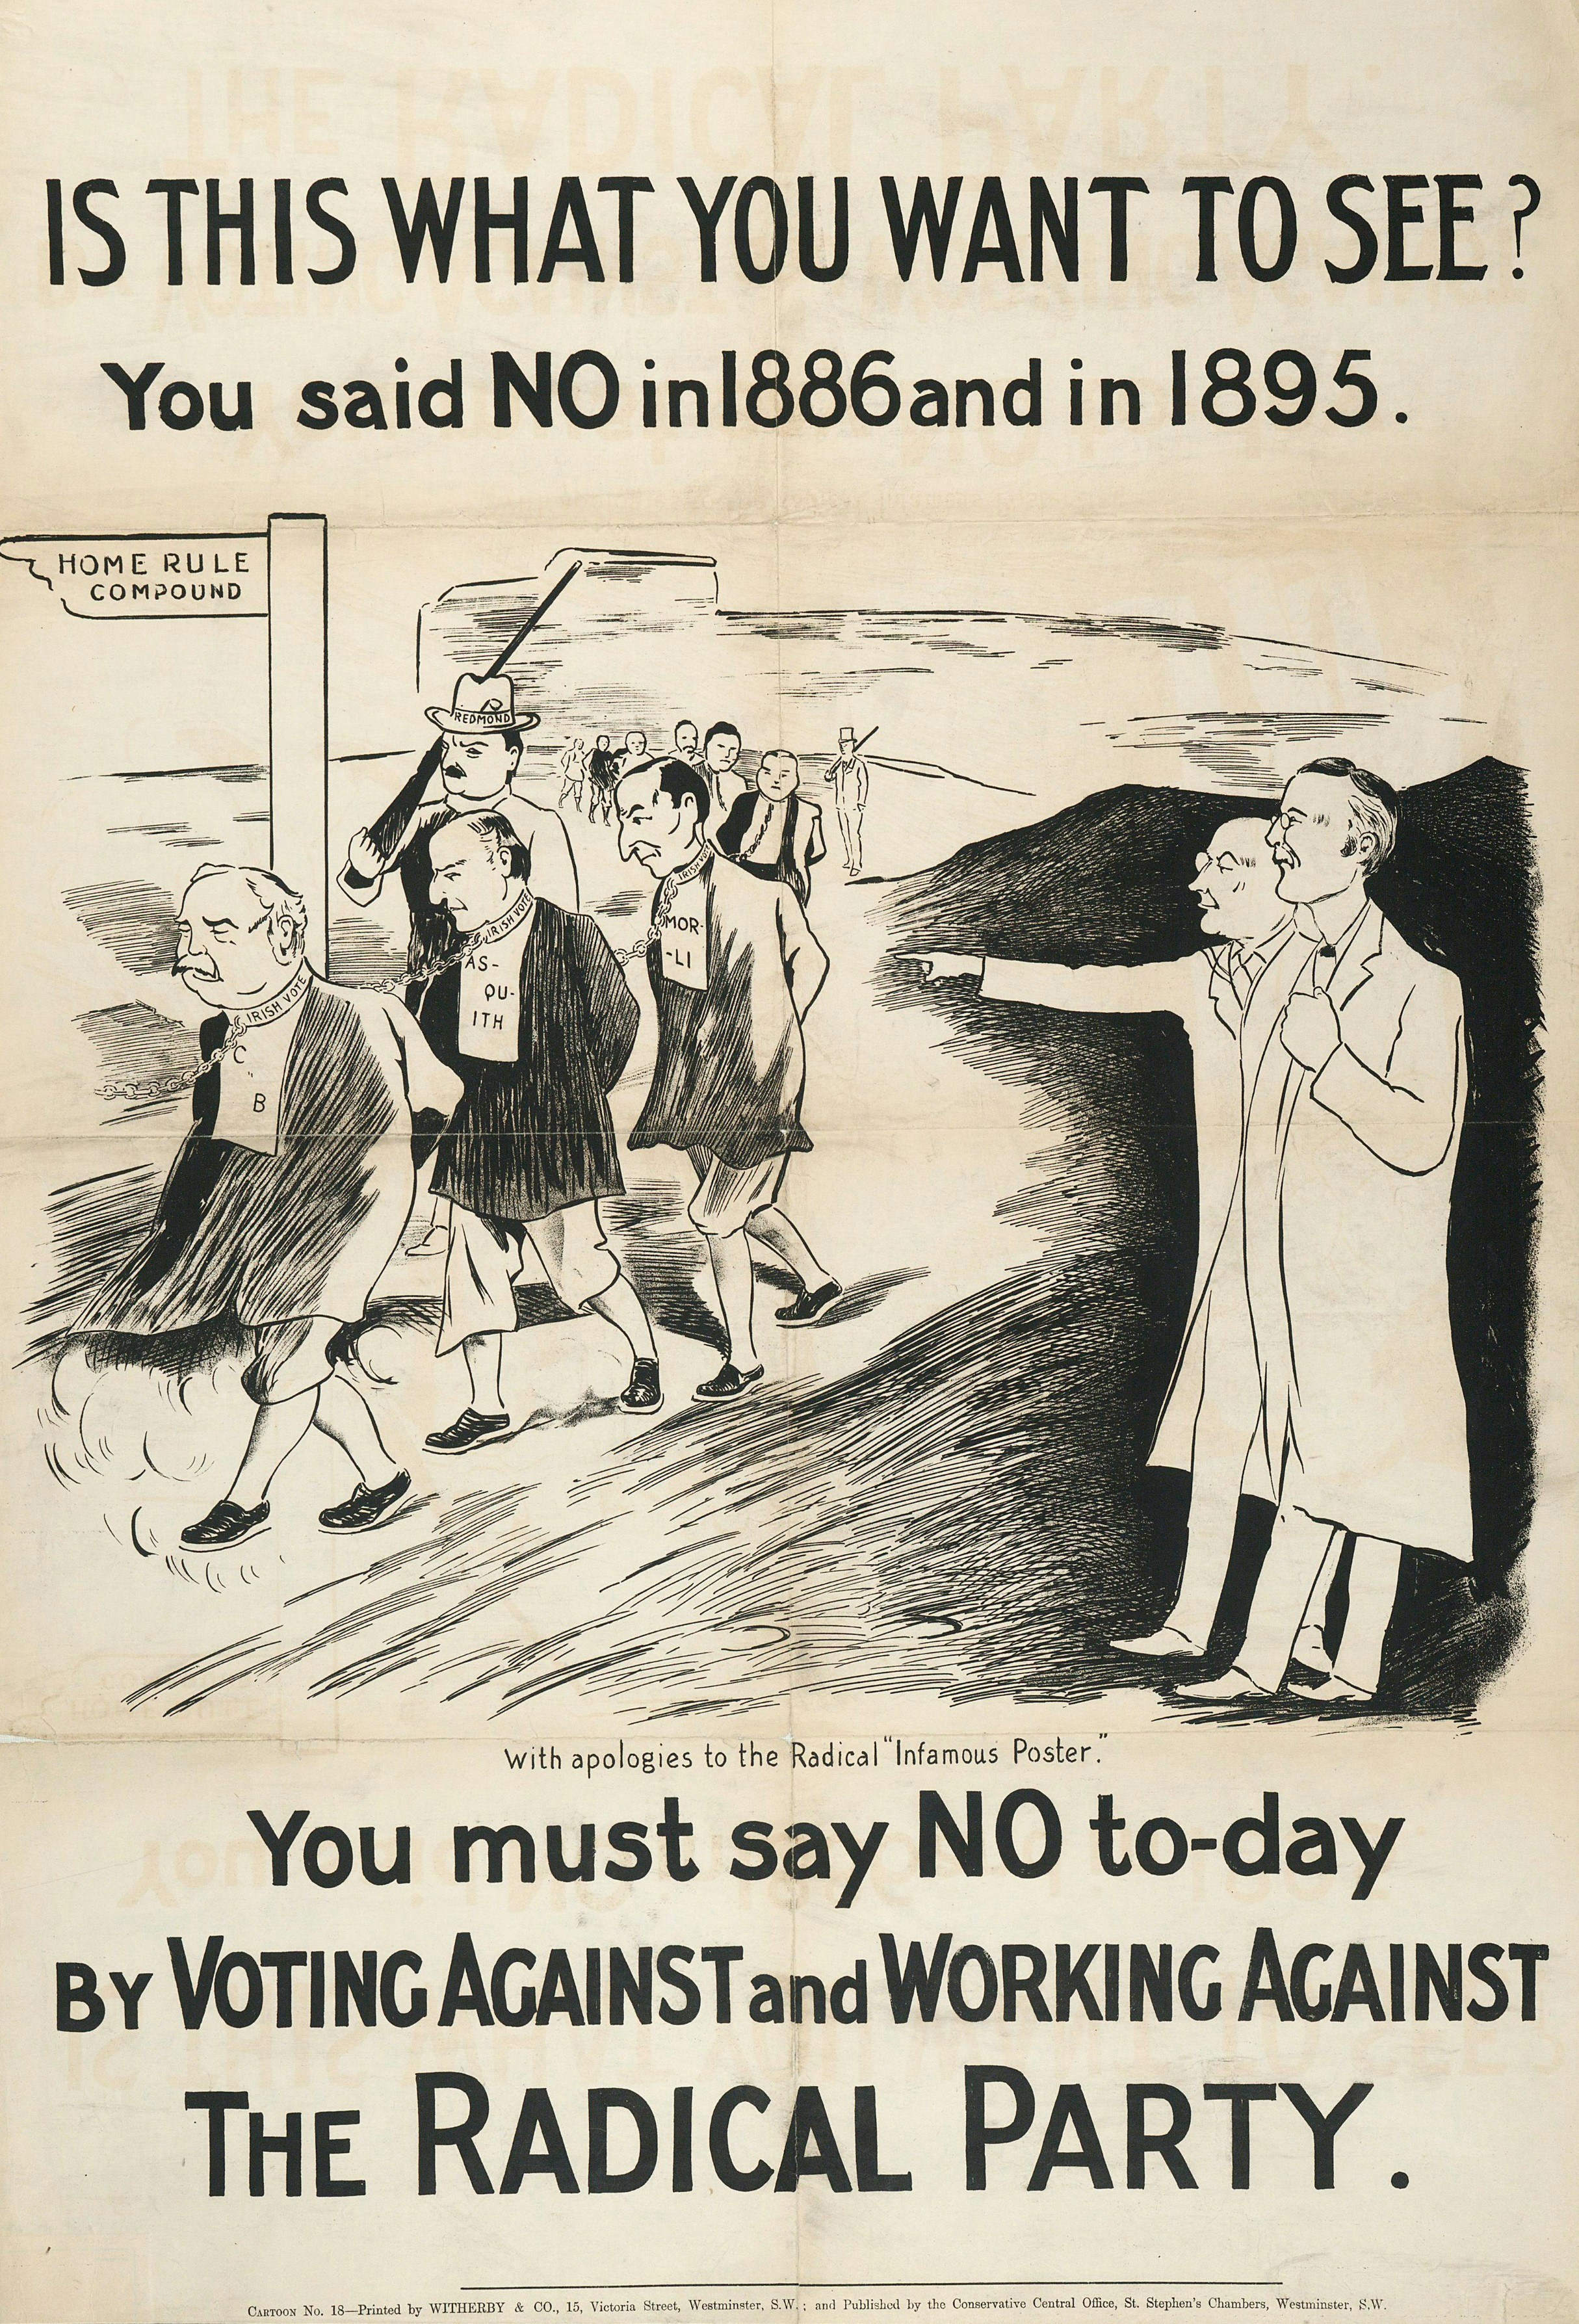 IS THIS WHAT YOU WANT TO SEE?
You said NO in 1886 and in 1895.
HOME RULE
COMPOUND
REDMOND
IRISH VOTE
C
"
B
IRISH VOTE
AS-
QU-
ITH
IRISH VOTE
MOR-
-LI
With apologies to the Radical "Infamous Poster."
You must say NO to-day
BY VOTING AGAINST and WORKING AGAINST
THE RADICAL PARTY.
CARTOON No. 18—Printed by WITHERBY & CO., 15, Victoria Street, Westminster, S.W.; and Published by the Conservative Central Office, St. Stephen's Chambers, Westminster, S.W.